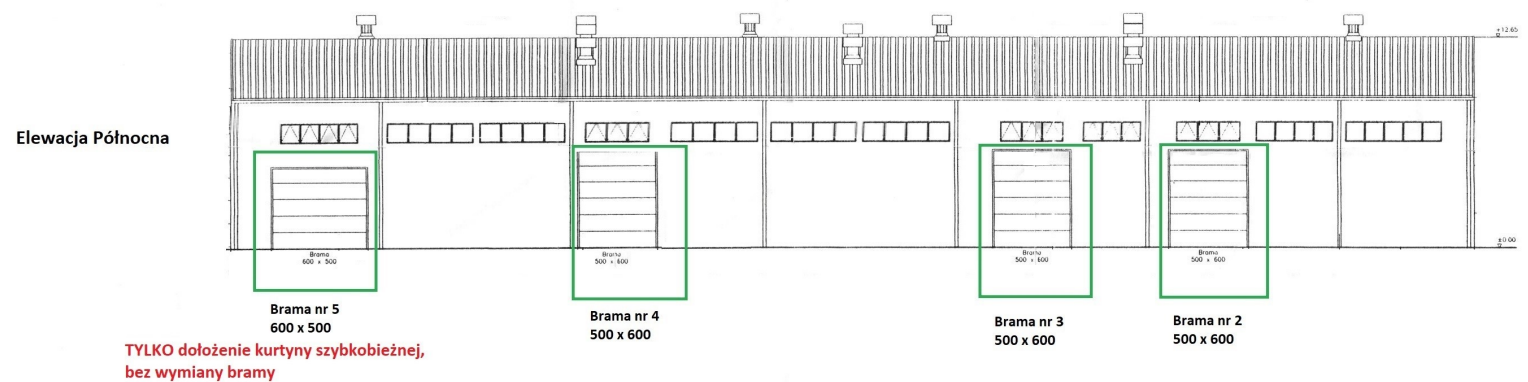 +12.65
Elewacja Północna
±0.00
Brama
600 x 500
Brama
500 x 600
Brama
500 x 600
Brama
500 x 600
Brama nr 5
600 x 500
Brama nr 4
500 x 600
Brama nr 3
500 x 600
Brama nr 2
500 x 600
TYLKO dołożenie kurtyny szybkobieżnej,
bez wymiany bramy